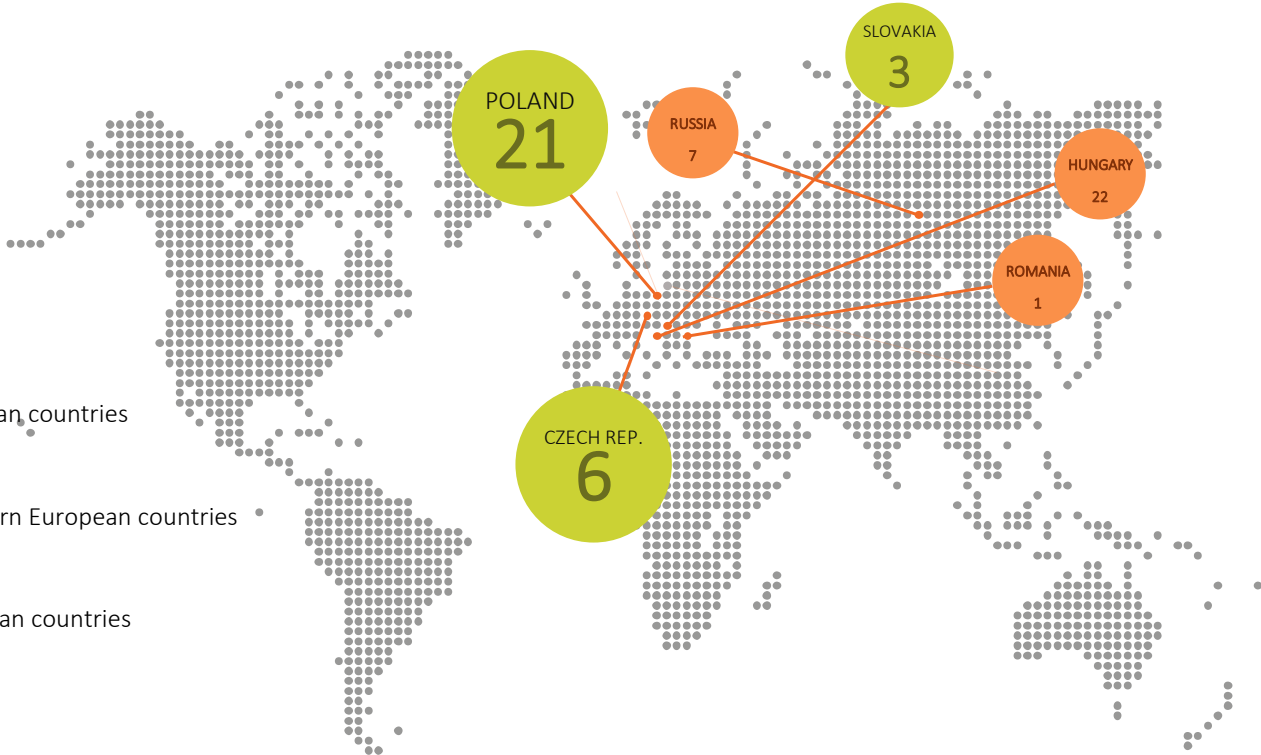 SLOVAKIA
3
POLAND
21
RUSSIA
7
HUNGARY
22
ROMANIA
1
an countries
CZECH REP.
6
rn European countries
an countries